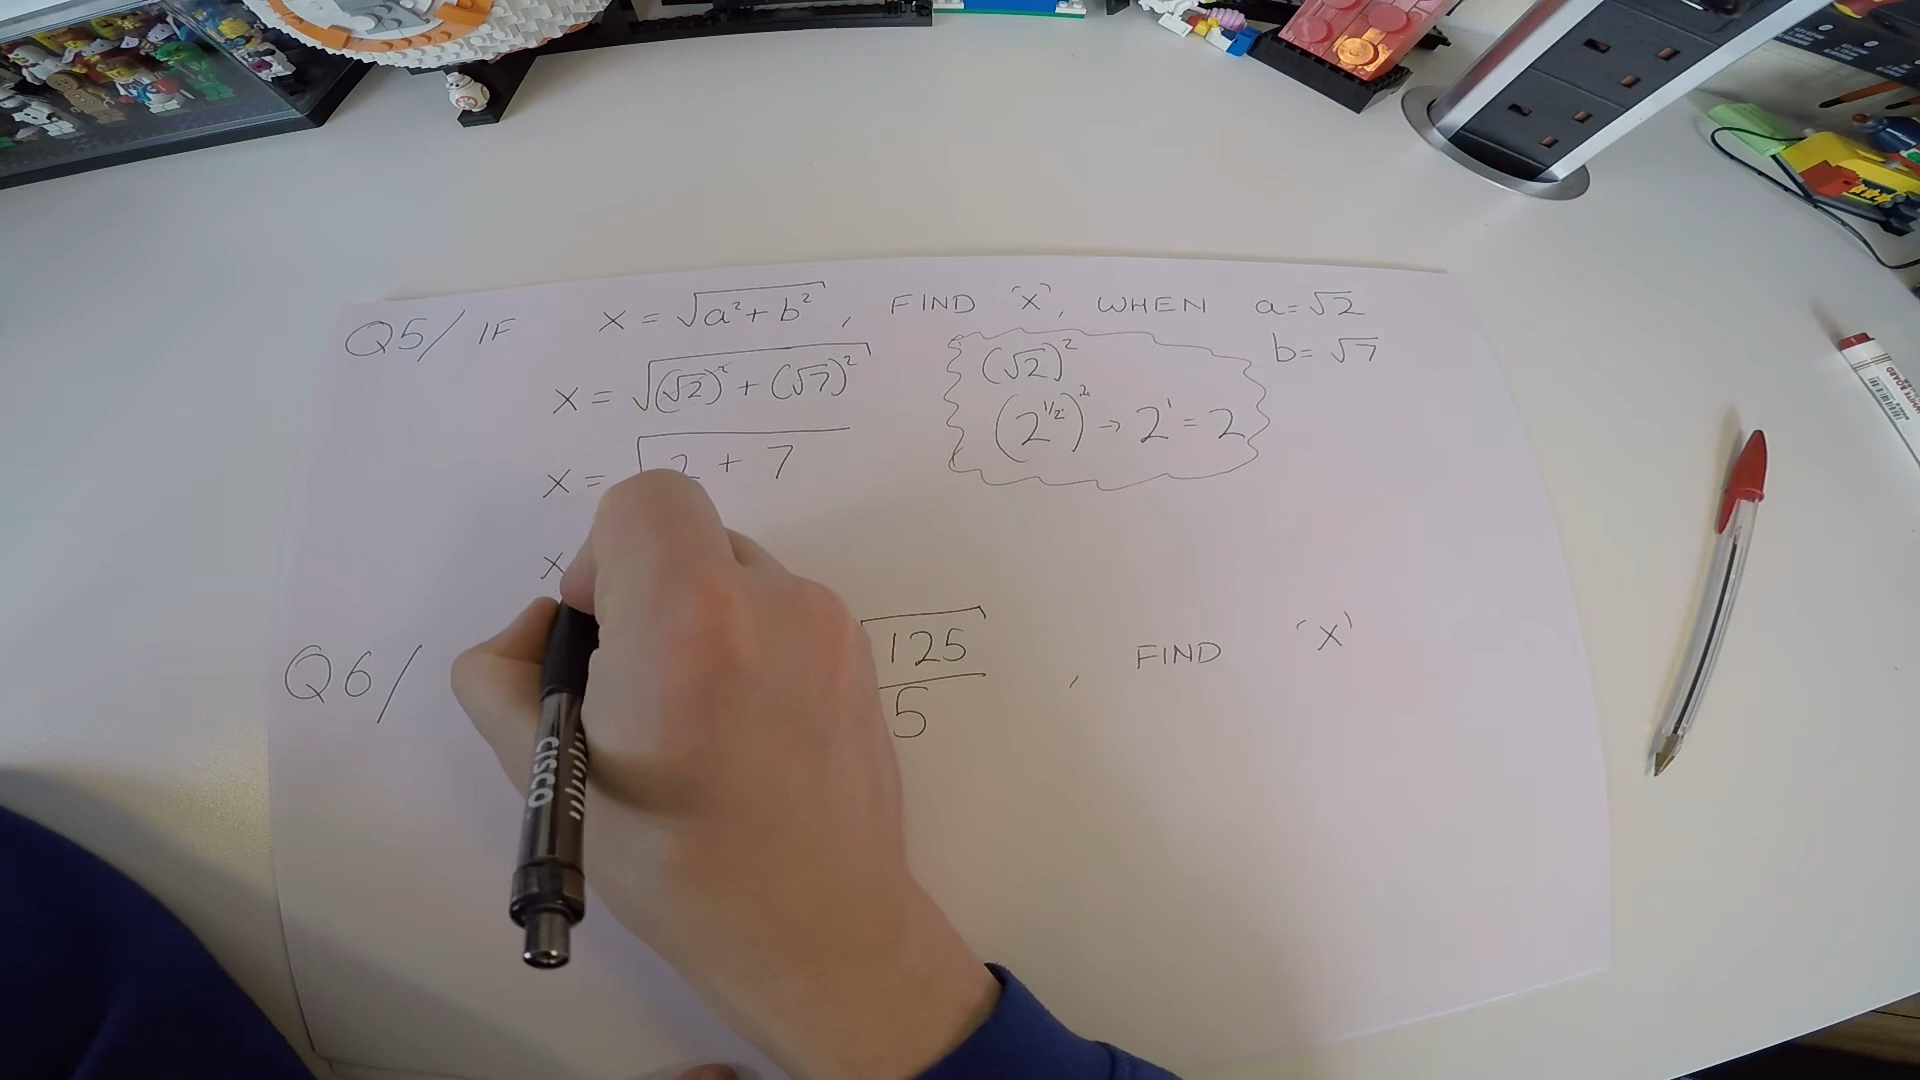 Q5/ IF x = √a²+b² , FIND 'x', WHEN a=√2
b=√7
x = √(√2)² + (√7)²
(√2)²
(2^1/2)² → 2¹ = 2
x = √2 + 7
x
Q6/ √125 , FIND 'x'
5
CISCO